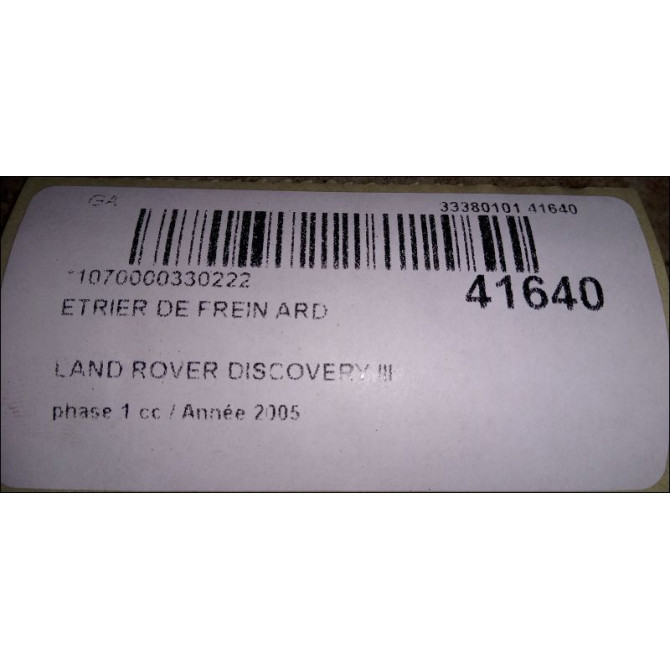 GA
33380101 41640
*1070000330222
41640
ETRIER DE FREIN ARD
LAND ROVER DISCOVERY III
phase 1 cc / Année 2005